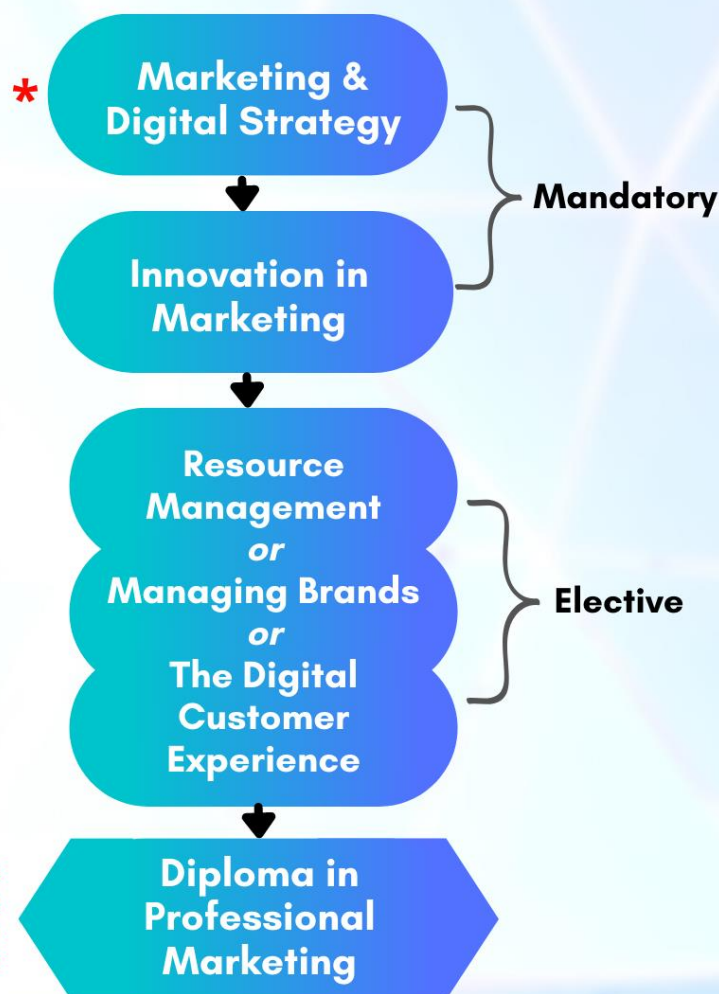 *
Marketing &
Digital Strategy
Mandatory
Innovation in
Marketing
Resource
Management
or
Managing Brands
or
The Digital
Customer
Experience
Elective
Diploma in
Professional
Marketing